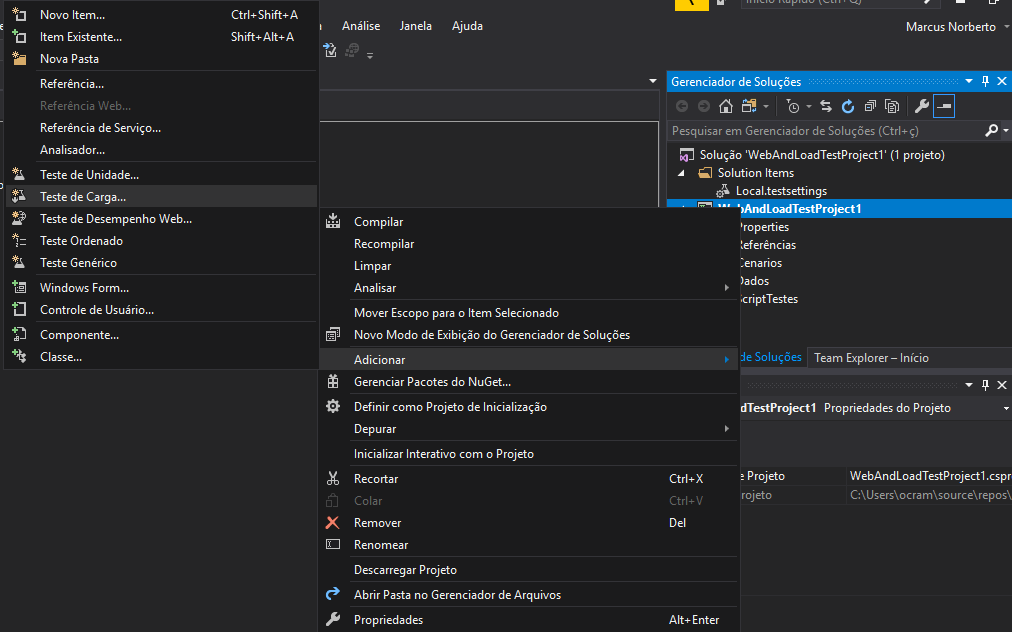 Novo Item... Ctrl+Shift+A
Item Existente... Shift+Alt+A
Nova Pasta
Referência...
Referência Web...
Referência de Serviço...
Analisador...
Teste de Unidade...
Teste de Carga...
Teste de Desempenho Web...
Teste Ordenado
Teste Genérico
Windows Form...
Controle de Usuário...
Componente...
Classe...
Análise Janela Ajuda
Início Rápido (Ctrl+Q)
Marcus Norberto
Gerenciador de Soluções
Pesquisar em Gerenciador de Soluções (Ctrl+ç)
Solução 'WebAndLoadTestProject1' (1 projeto)
Solution Items
Local.testsettings
WebAndLoadTestProject1
Properties
Referências
Cenarios
Dados
ScriptTestes
Compilar
Recompilar
Limpar
Analisar
Mover Escopo para o Item Selecionado
Novo Modo de Exibição do Gerenciador de Soluções
Adicionar
Gerenciar Pacotes do NuGet...
Definir como Projeto de Inicialização
Depurar
Inicializar Interativo com o Projeto
Recortar Ctrl+X
Colar Ctrl+V
Remover Del
Renomear
Descarregar Projeto
Abrir Pasta no Gerenciador de Arquivos
Propriedades Alt+Enter
de Soluções Team Explorer – Início
dTestProject1 Propriedades do Projeto
e Projeto WebAndLoadTestProject1.cspr
rojeto C:\Users\ocram\source\repos\